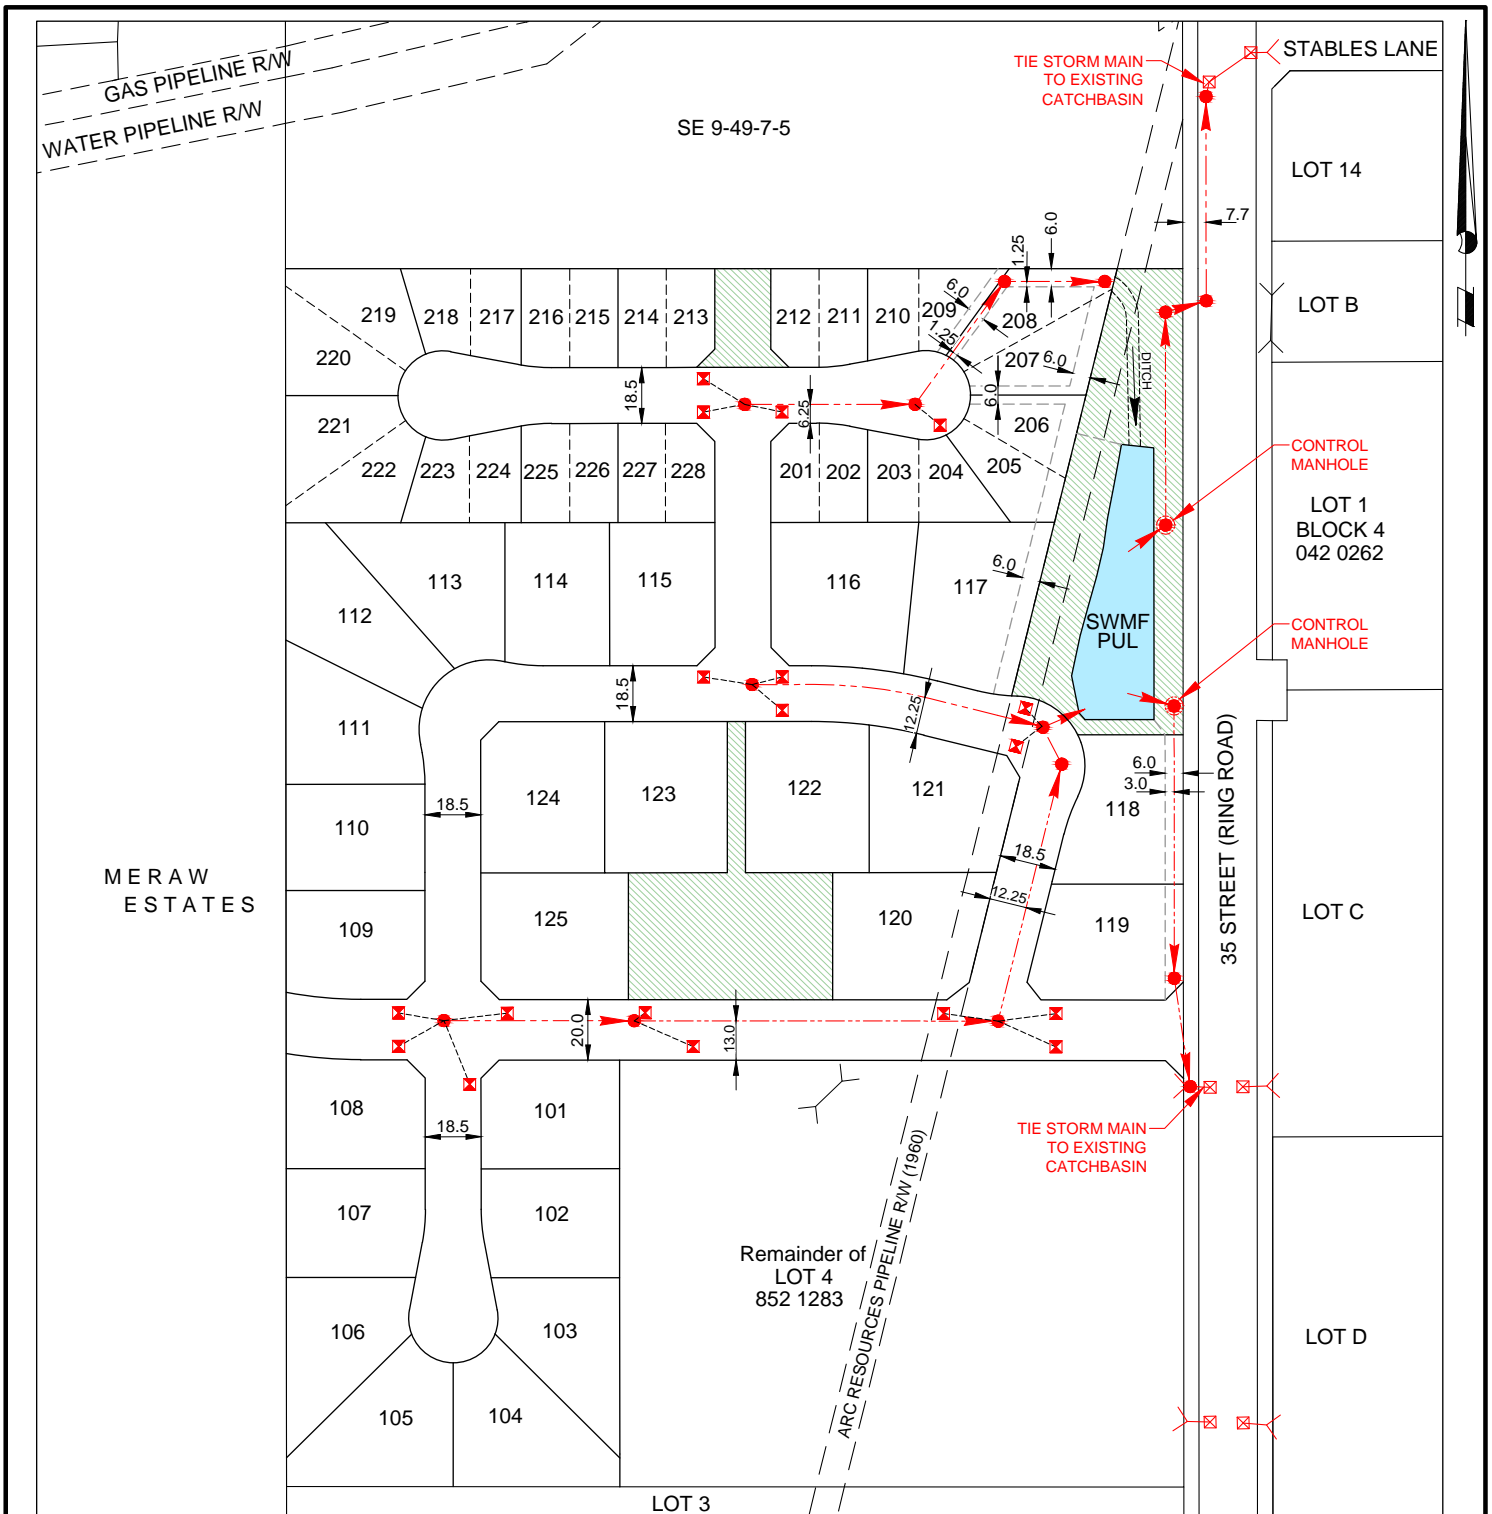 GAS PIPELINE R/W
WATER PIPELINE R/W
SE 9-49-7-5
TIE STORM MAIN
TO EXISTING
CATCHBASIN
STABLES LANE
LOT 14
7.7
LOT B
6.0
1.25
6.0
1.25
219
218
217
216
215
214
213
212
211
210
209
208
220
207
6.0
DITCH
18.5
6.25
6.0
221
206
222
223
224
225
226
227
228
201
202
203
204
205
CONTROL
MANHOLE
LOT 1
BLOCK 4
042 0262
113
114
115
116
117
6.0
112
SWMF
PUL
CONTROL
MANHOLE
18.5
12.25
111
6.0
3.0
35 STREET (RING ROAD)
124
123
122
121
118
18.5
110
18.5
12.25
MERAW
ESTATES
109
125
120
119
LOT C
20.0
13.0
108
101
18.5
TIE STORM MAIN
TO EXISTING
CATCHBASIN
107
102
ARC RESOURCES PIPELINE R/W (1960)
Remainder of
LOT 4
852 1283
106
103
LOT D
105
104
LOT 3